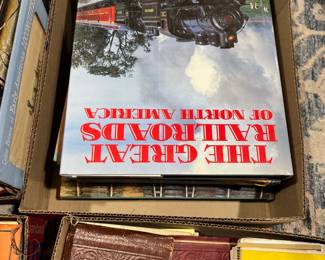 THE GREAT
RAILROADS
OF NORTH AMERICA